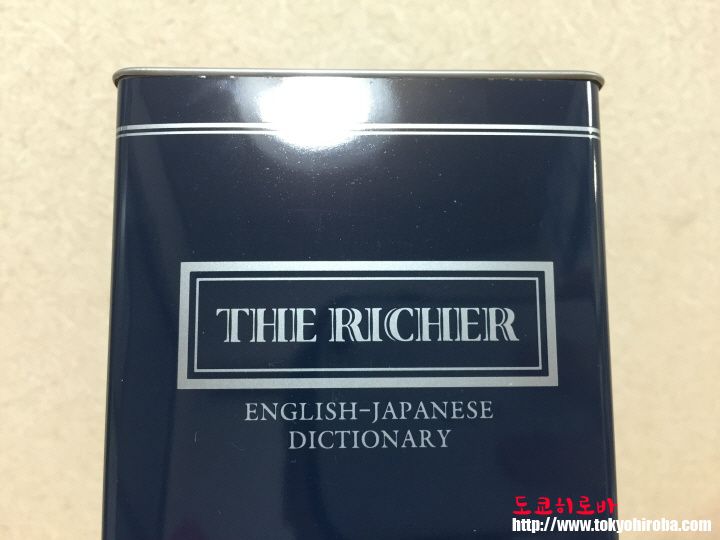 THE RICHER
ENGLISH-JAPANESE
DICTIONARY
도쿄히로바
http://www.tokyohiroba.com